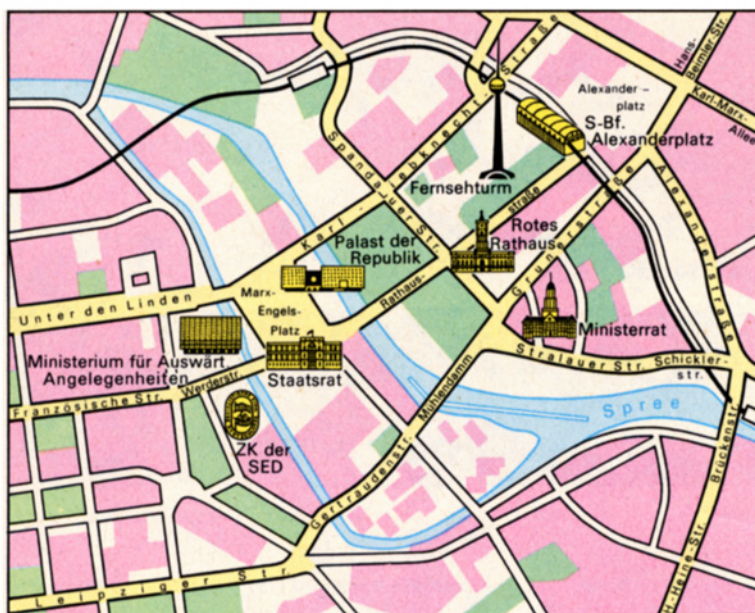 Hans-
Beimler-Str.
Alexander-
platz
Karl-Marx-
Allee
S-Bf.
Alexanderplatz
Fernsehturm
Karl-Liebknecht-Straße
Spandauer Str.
Rathausstraße
Rotes
Rathaus
Grunerstraße
Alexanderstraße
Palast der
Republik
Marx-
Engels-
Platz
Rathaus-
Unter den Linden
Ministerium für Auswärt
Angelegenheiten
Werderstr.
Staatsrat
Ministerrat
Stralauer Str.
Schickler-
str.
Französische Str.
Mühlendamm
Spree
ZK der
SED
Gertraudenstr.
Brückenstr.
H.-Heine-Str.
Leipziger Str.